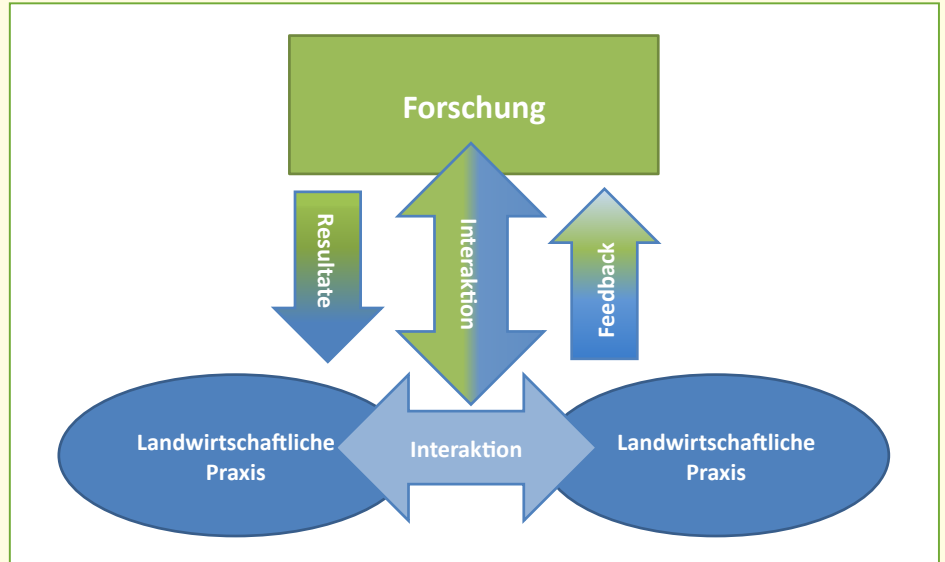 Forschung
Resultate
Interaktion
Feedback
Landwirtschaftliche
Praxis
Interaktion
Landwirtschaftliche
Praxis